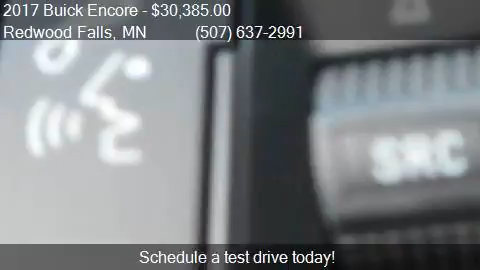 2017 Buick Encore - $30,385.00
Redwood Falls, MN (507) 637-2991
SRC
Schedule a test drive today!